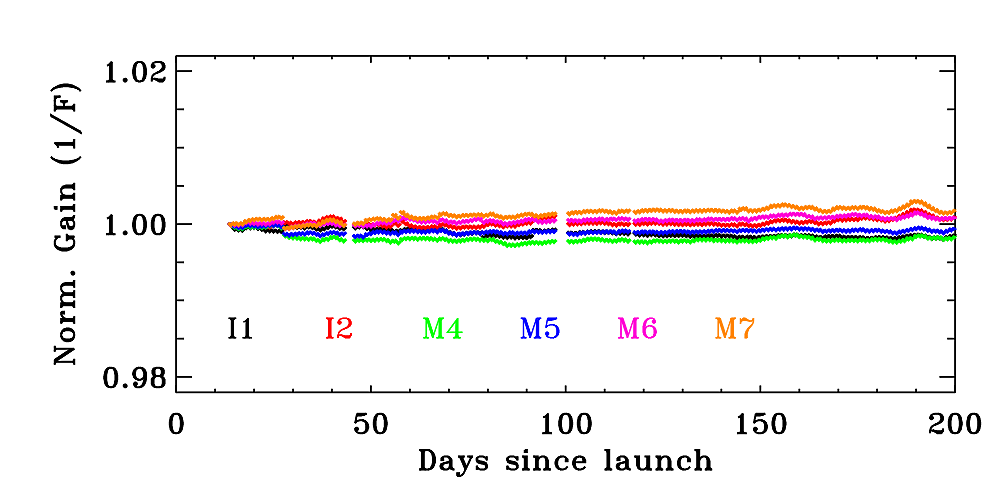 Norm. Gain (1/F)
1.02
1.00
0.98
I1 I2 M4 M5 M6 M7
0 50 100 150 200
Days since launch